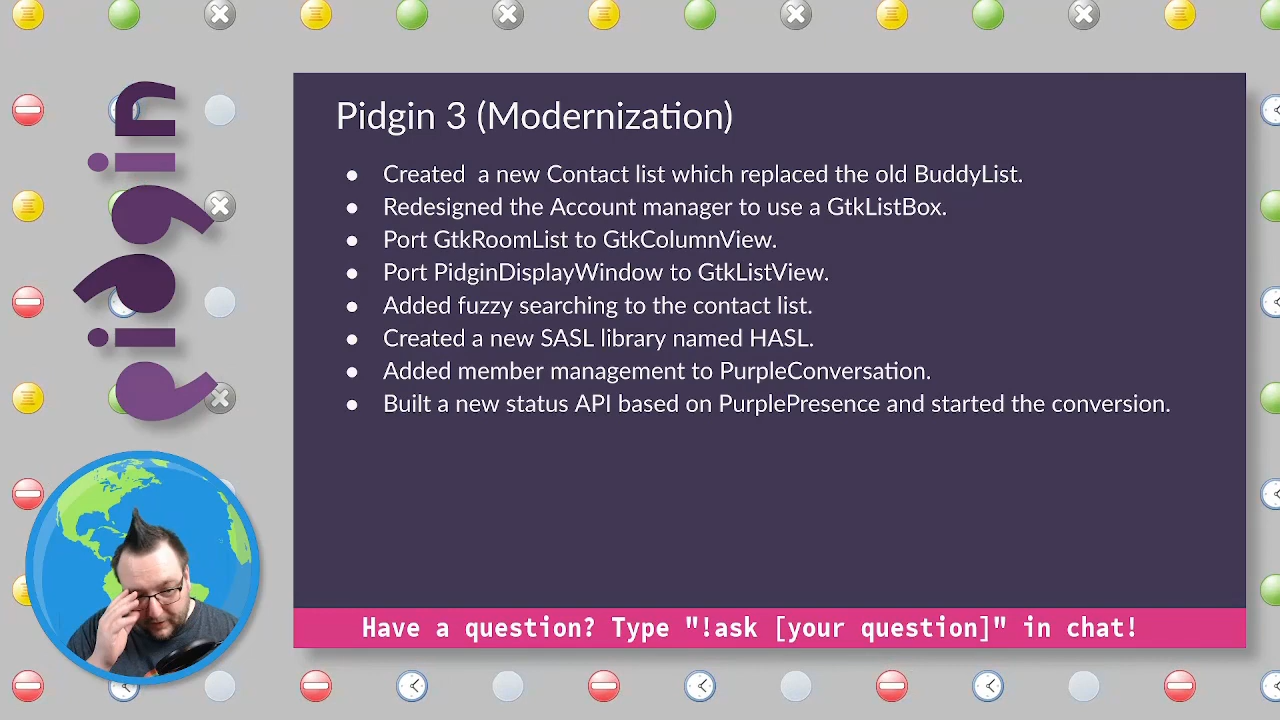 pidgin
Pidgin 3 (Modernization)
● Created  a new Contact list which replaced the old BuddyList.
● Redesigned the Account manager to use a GtkListBox.
● Port GtkRoomList to GtkColumnView.
● Port PidginDisplayWindow to GtkListView.
● Added fuzzy searching to the contact list.
● Created a new SASL library named HASL.
● Added member management to PurpleConversation.
● Built a new status API based on PurplePresence and started the conversion.
Have a question? Type "!ask [your question]" in chat!